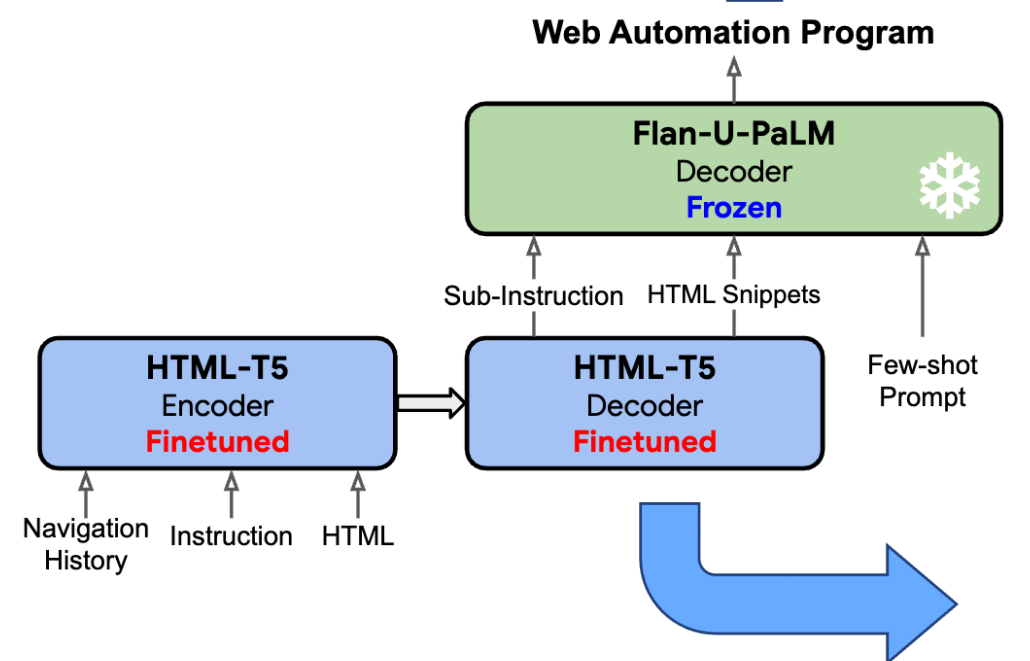 Web Automation Program
Flan-U-PaLM
Decoder
Frozen
Sub-Instruction
HTML Snippets
HTML-T5
Encoder
Finetuned
HTML-T5
Decoder
Finetuned
Few-shot
Prompt
Navigation
History
Instruction
HTML